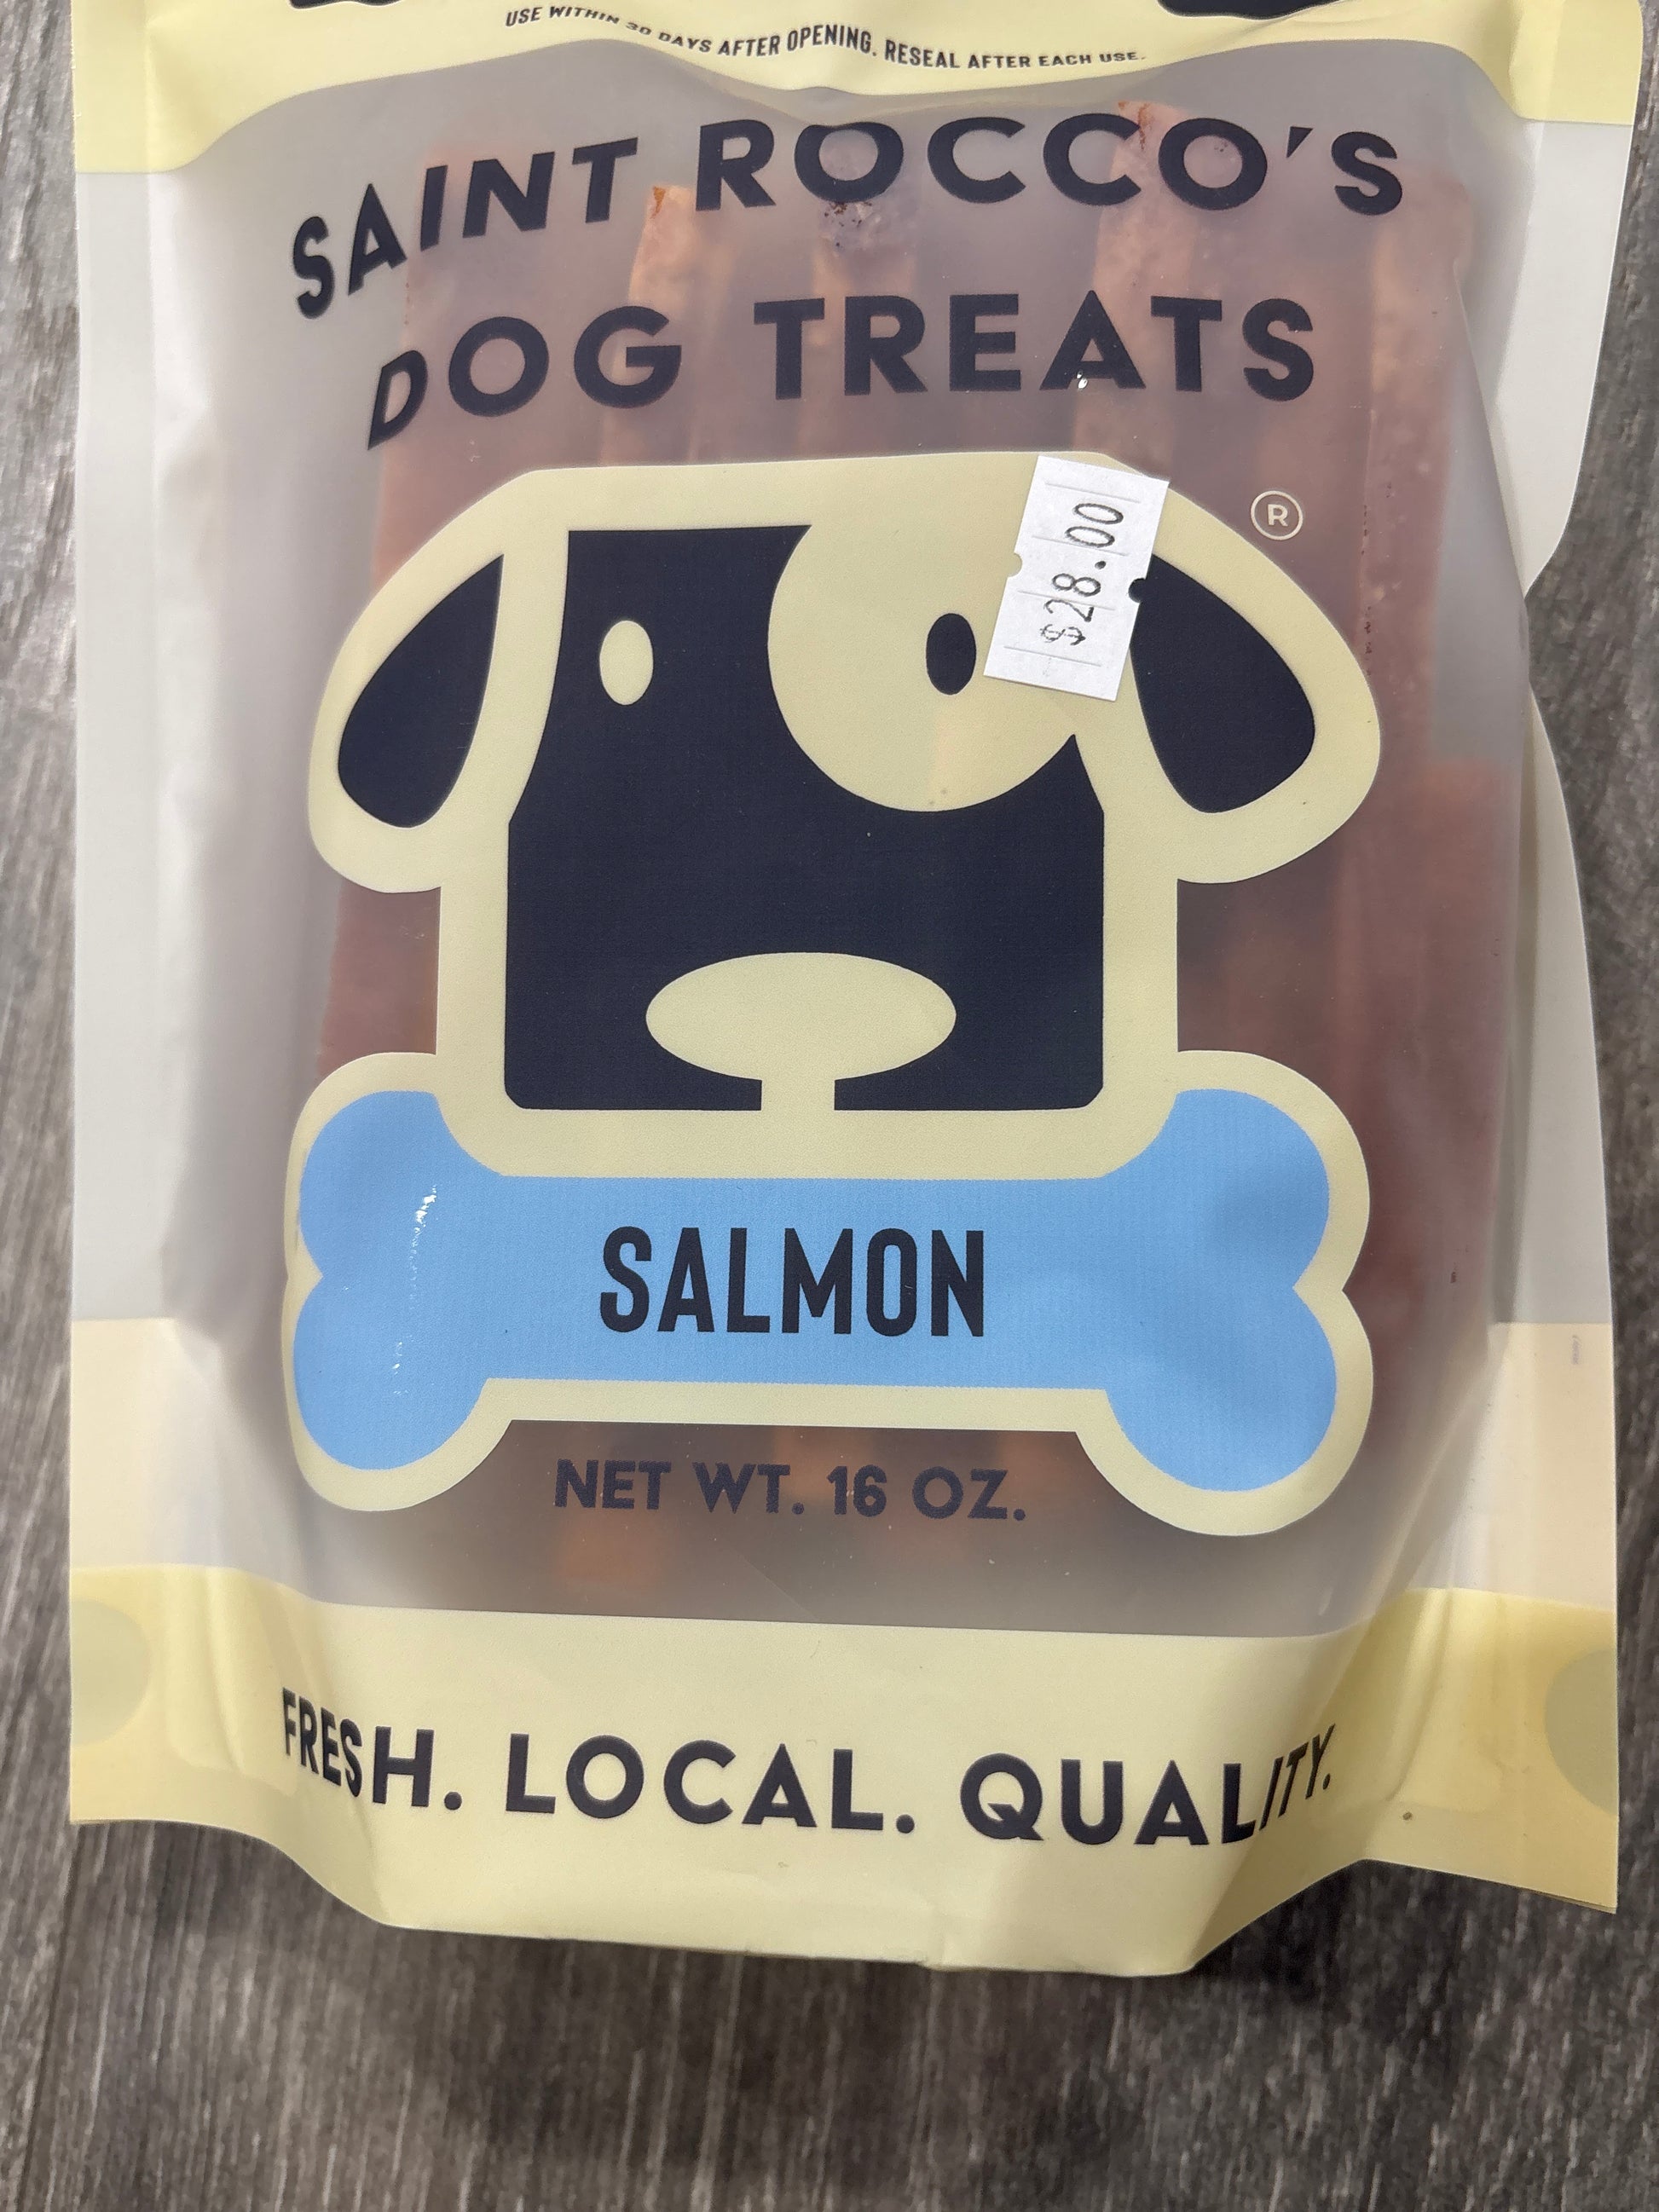 USE WITHIN 30 DAYS AFTER OPENING. RESEAL AFTER EACH USE.
SAINT ROCCO'S
DOG TREATS
®
$28.00
SALMON
NET WT. 16 OZ.
FRESH. LOCAL. QUALITY.